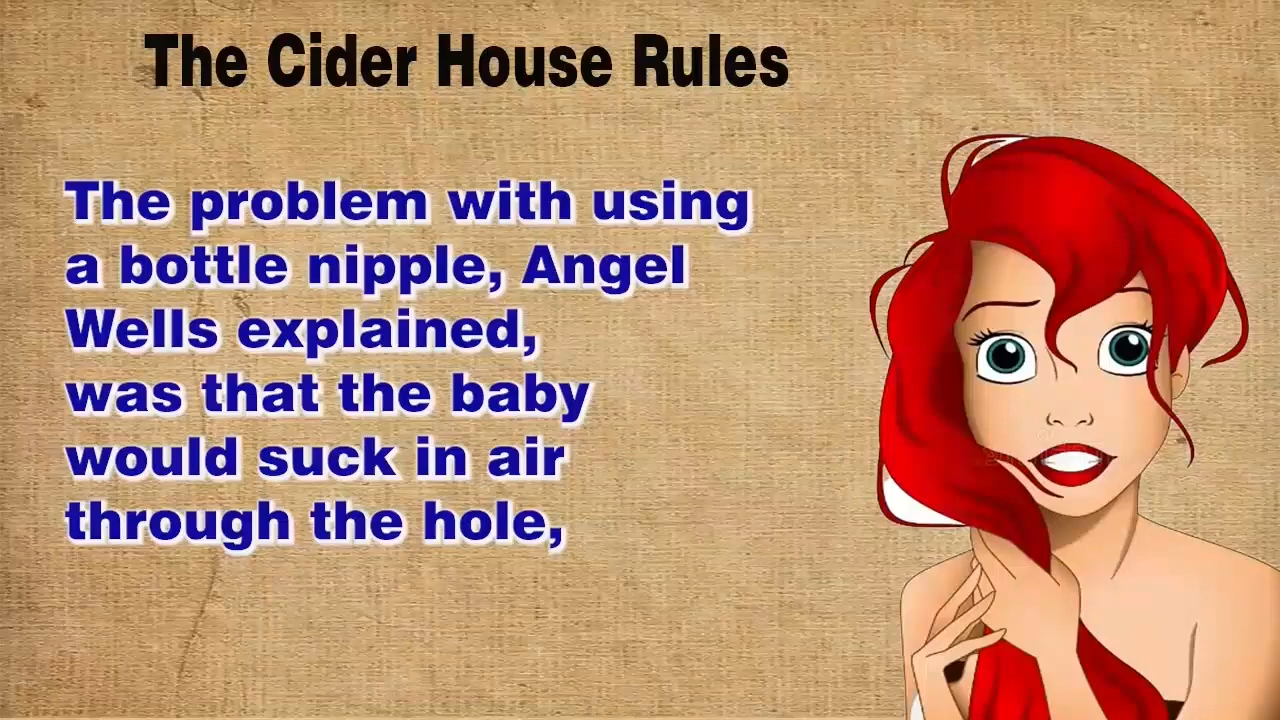 The Cider House Rules
The problem with using
a bottle nipple, Angel
Wells explained,
was that the baby
would suck in air
through the hole,